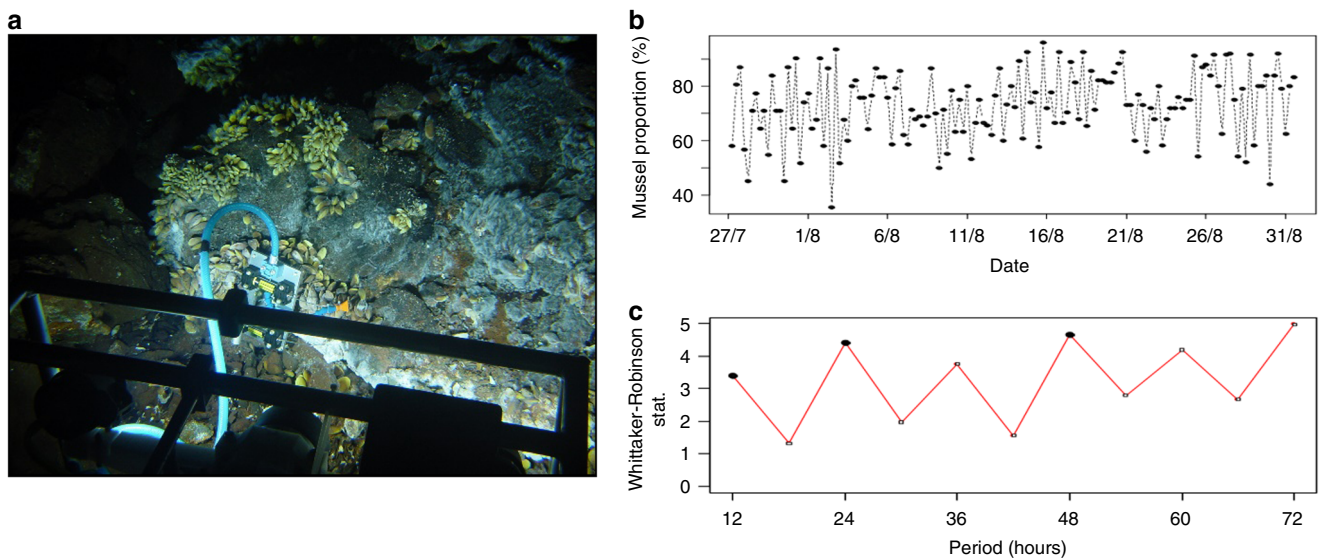 a
b
Mussel proportion (%)
80
60
40
27/7 1/8 6/8 11/8 16/8 21/8 26/8 31/8
Date
c
Whittaker-Robinson
stat.
5
4
3
2
1
0
12 24 36 48 60 72
Period (hours)